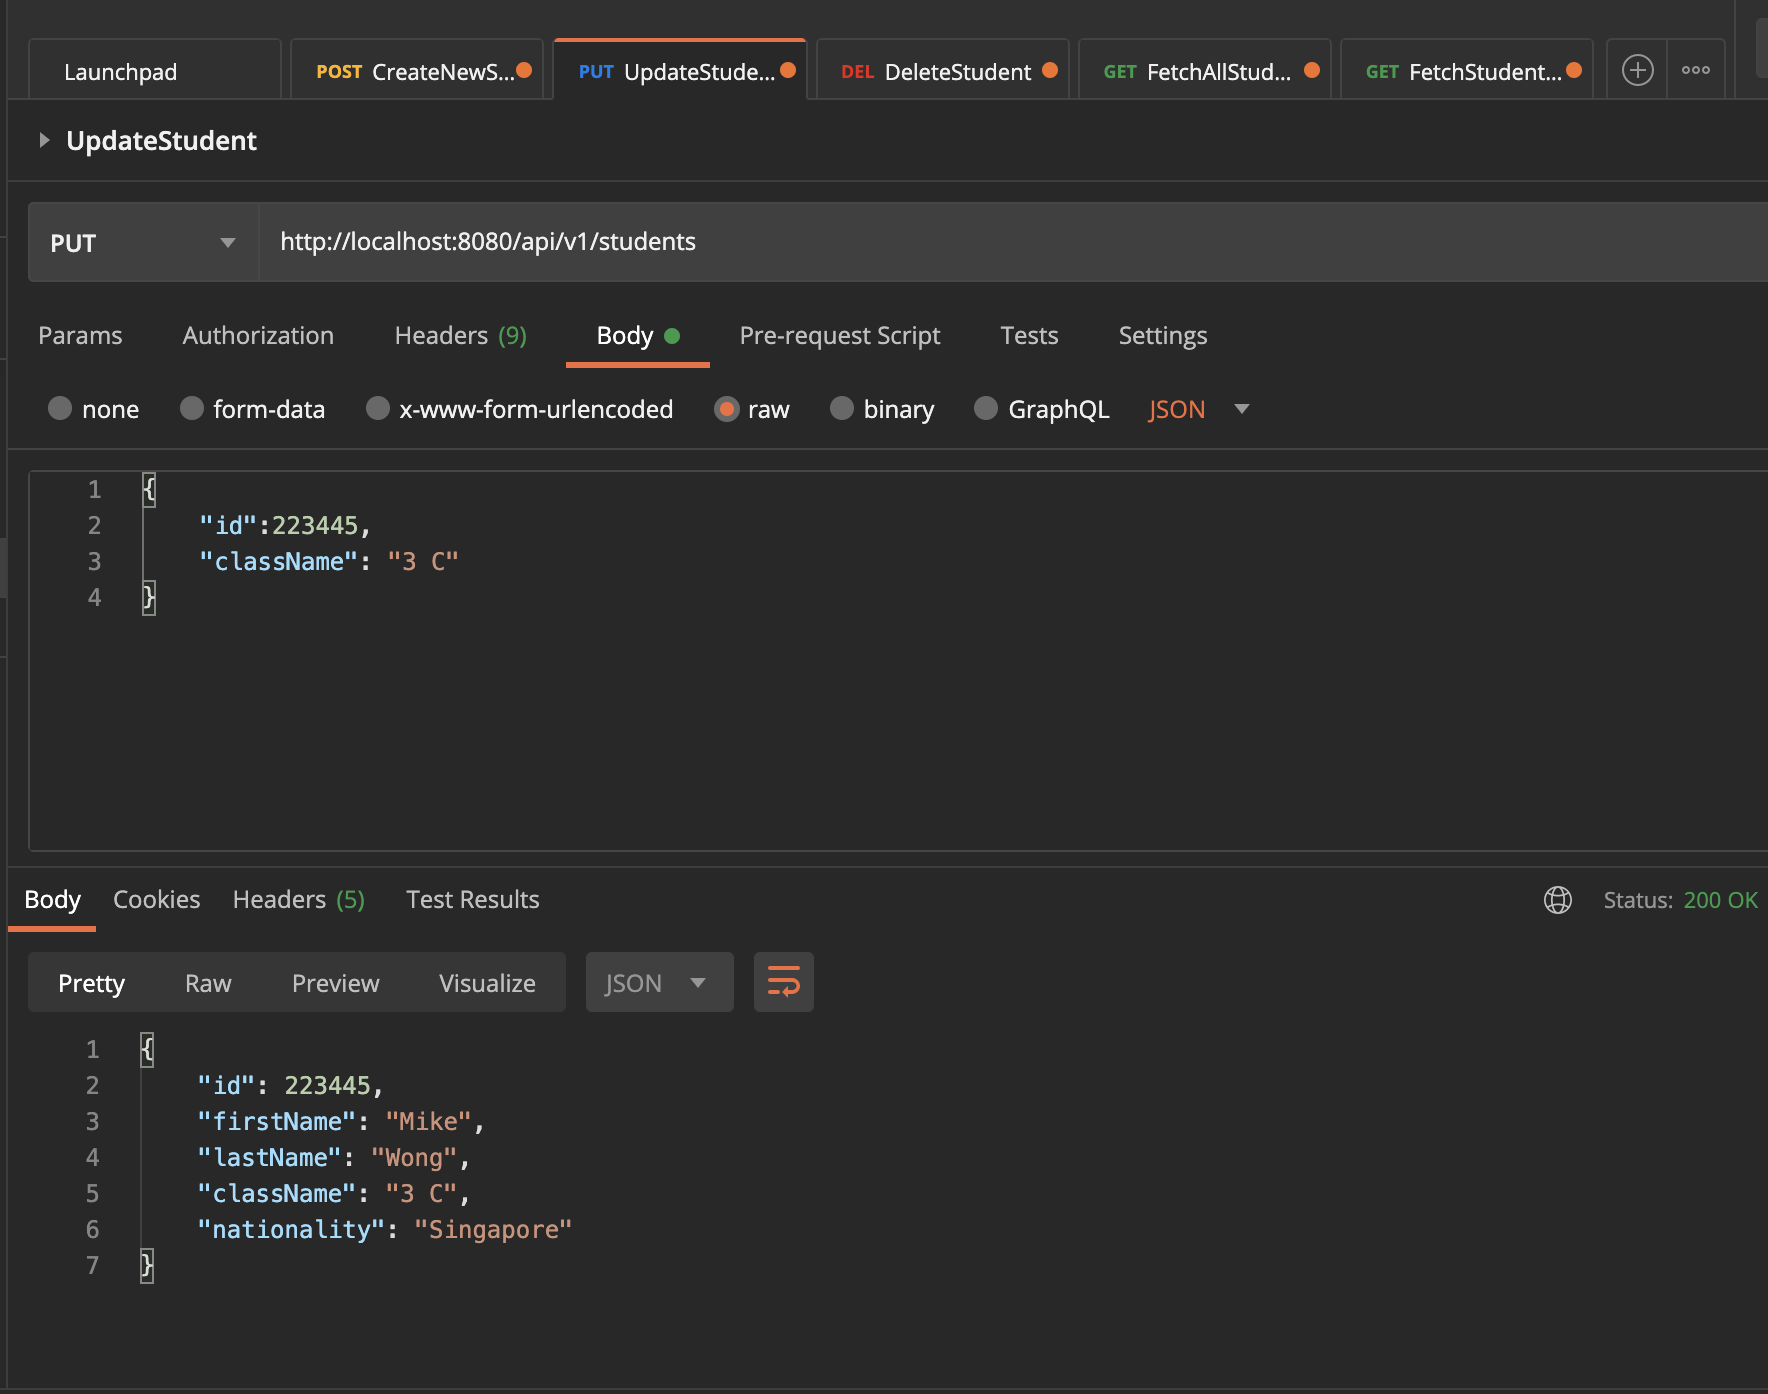 Launchpad POST CreateNewS... PUT UpdateStude... DEL DeleteStudent GET FetchAllStud... GET FetchStudent...
UpdateStudent
PUT http://localhost:8080/api/v1/students
Params Authorization Headers (9) Body Pre-request Script Tests Settings
none form-data x-www-form-urlencoded raw binary GraphQL JSON
1 {
2 "id":223445,
3 "className": "3 C"
4 }
Body Cookies Headers (5) Test Results Status: 200 OK
Pretty Raw Preview Visualize JSON
1 {
2 "id": 223445,
3 "firstName": "Mike",
4 "lastName": "Wong",
5 "className": "3 C",
6 "nationality": "Singapore"
7 }